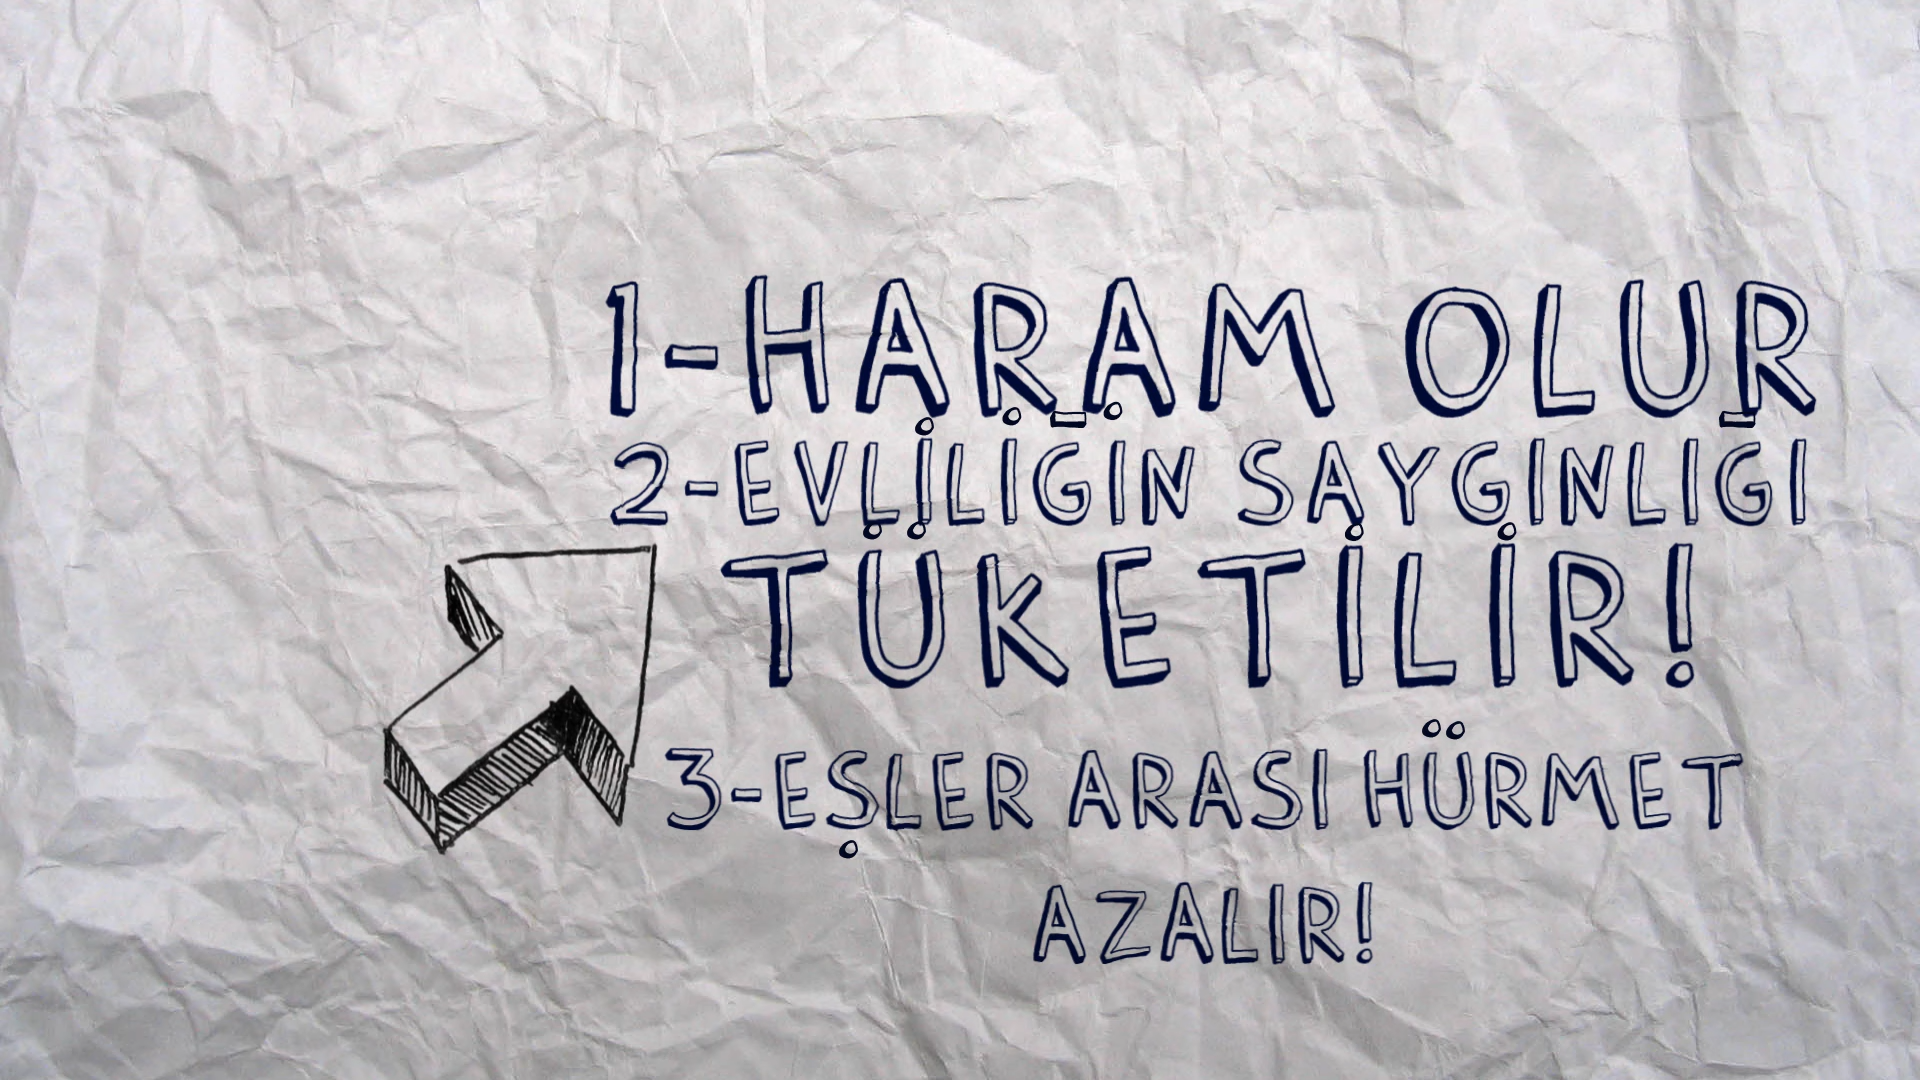 1-HARAM OLUR
2-EVLİLİĞİN SAYGINLIĞI
TÜKETİLİR!
3-EŞLER ARASI HÜRMET
AZALIR!